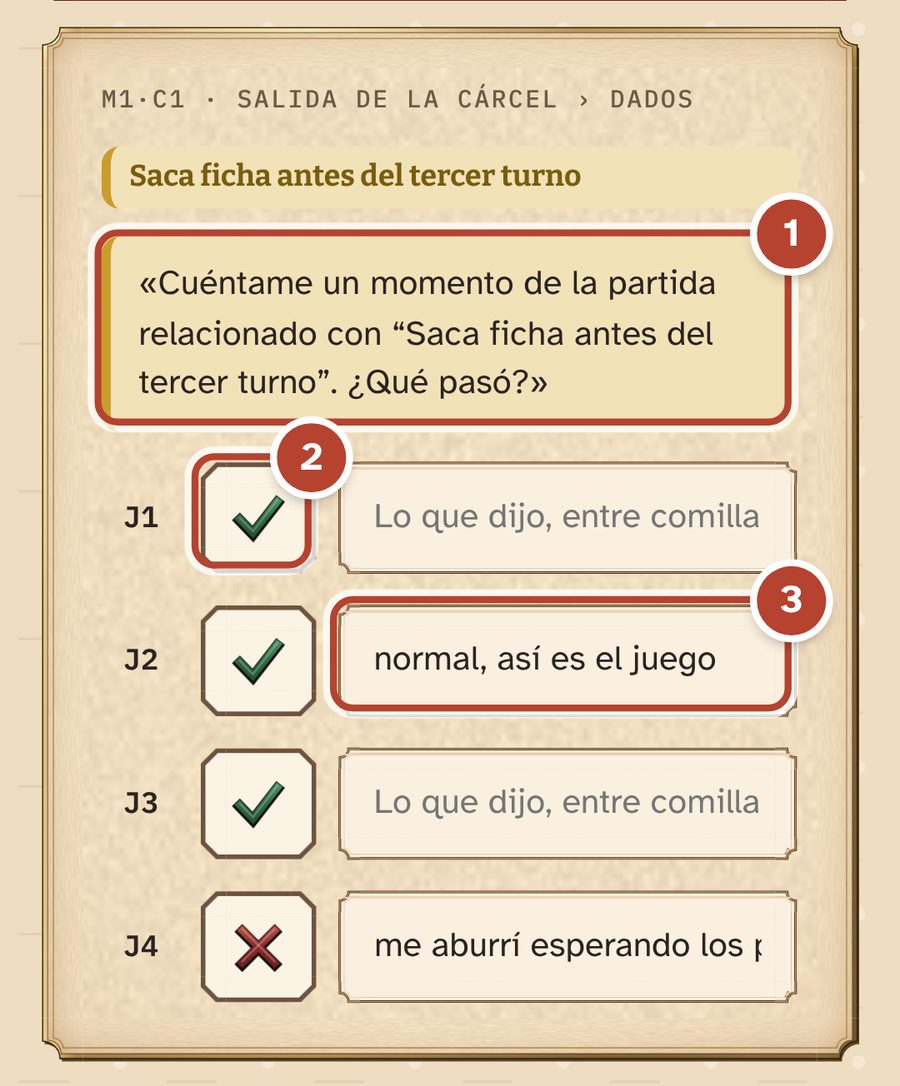 M1·C1 · SALIDA DE LA CÁRCEL › DADOS
Saca ficha antes del tercer turno
1
«Cuéntame un momento de la partida
relacionado con “Saca ficha antes del
tercer turno”. ¿Qué pasó?»
2
J1 Lo que dijo, entre comilla
3
J2 normal, así es el juego
J3 Lo que dijo, entre comilla
J4 me aburrí esperando los